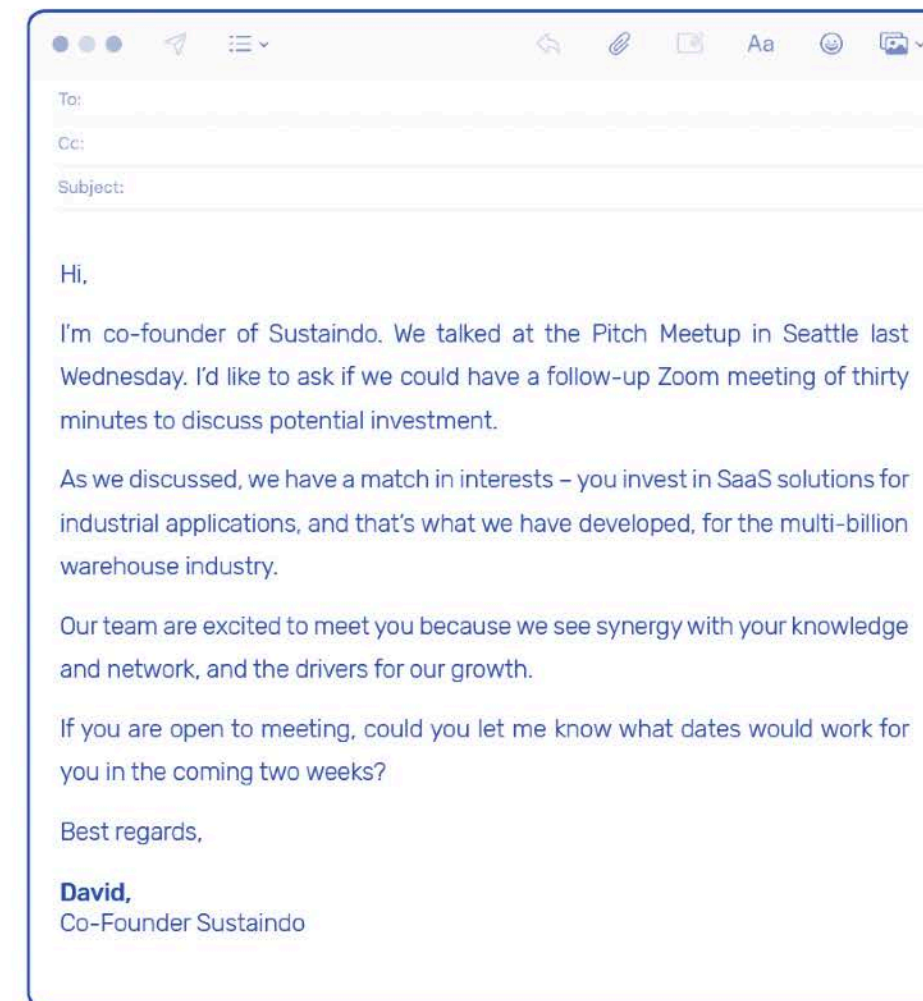 Aa
To:
Cc:
Subject:
Hi,
I'm co-founder of Sustaindo. We talked at the Pitch Meetup in Seattle last
Wednesday. I'd like to ask if we could have a follow-up Zoom meeting of thirty
minutes to discuss potential investment.
As we discussed, we have a match in interests – you invest in SaaS solutions for
industrial applications, and that's what we have developed, for the multi-billion
warehouse industry.
Our team are excited to meet you because we see synergy with your knowledge
and network, and the drivers for our growth.
If you are open to meeting, could you let me know what dates would work for
you in the coming two weeks?
Best regards,
David,
Co-Founder Sustaindo